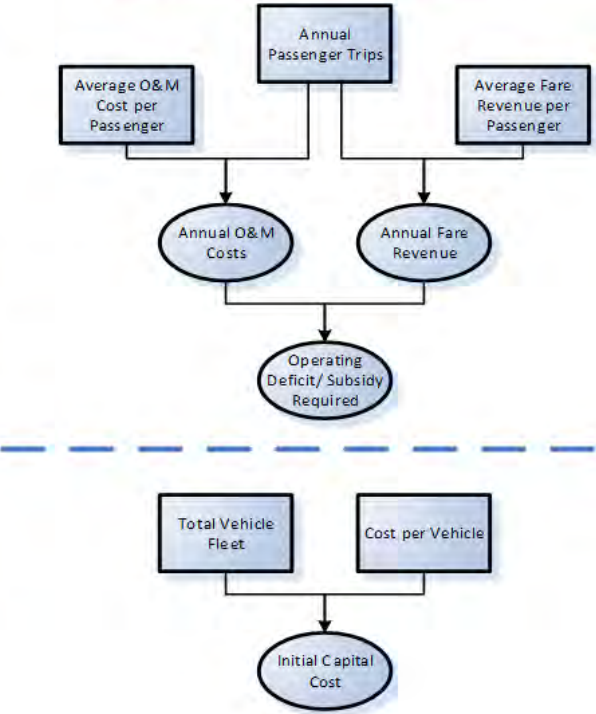 Annual
Passenger Trips
Average O&M
Cost per
Passenger
Average Fare
Revenue per
Passenger
Annual O&M
Costs
Annual Fare
Revenue
Operating
Deficit/ Subsidy
Required
Total Vehicle
Fleet
Cost per Vehicle
Initial Capital
Cost